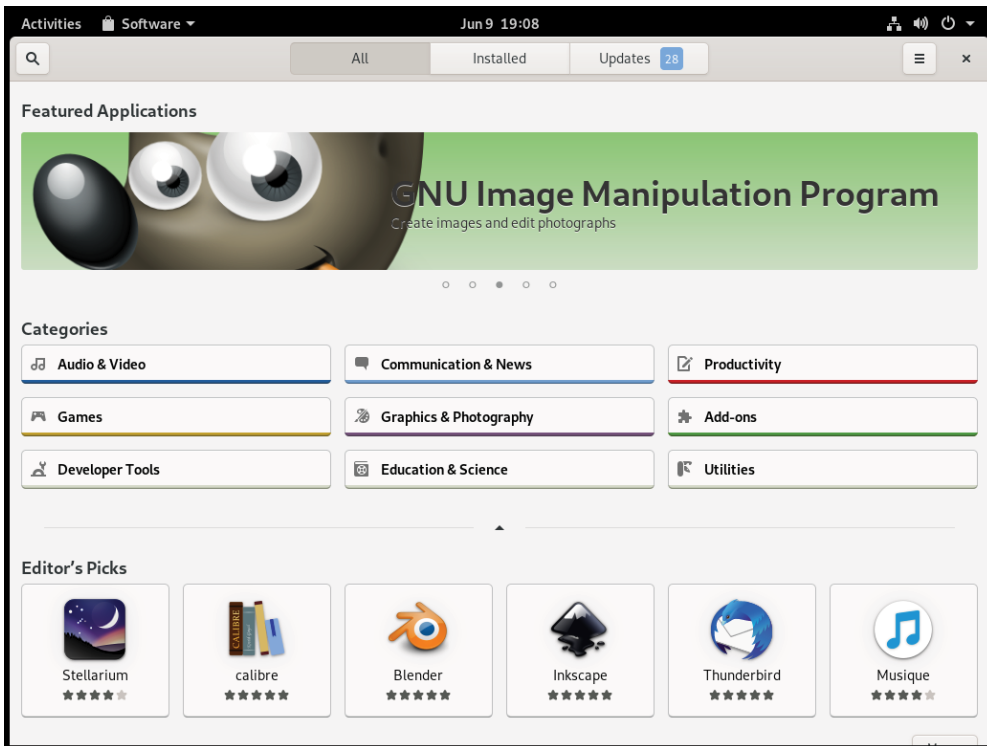 Activities Software Jun 9 19:08
All Installed Updates 28
Featured Applications
GNU Image Manipulation Program
Create images and edit photographs
Categories
Audio & Video Communication & News Productivity
Games Graphics & Photography Add-ons
Developer Tools Education & Science Utilities
Editor's Picks
CALIBRE
Stellarium calibre Blender Inkscape Thunderbird Musique